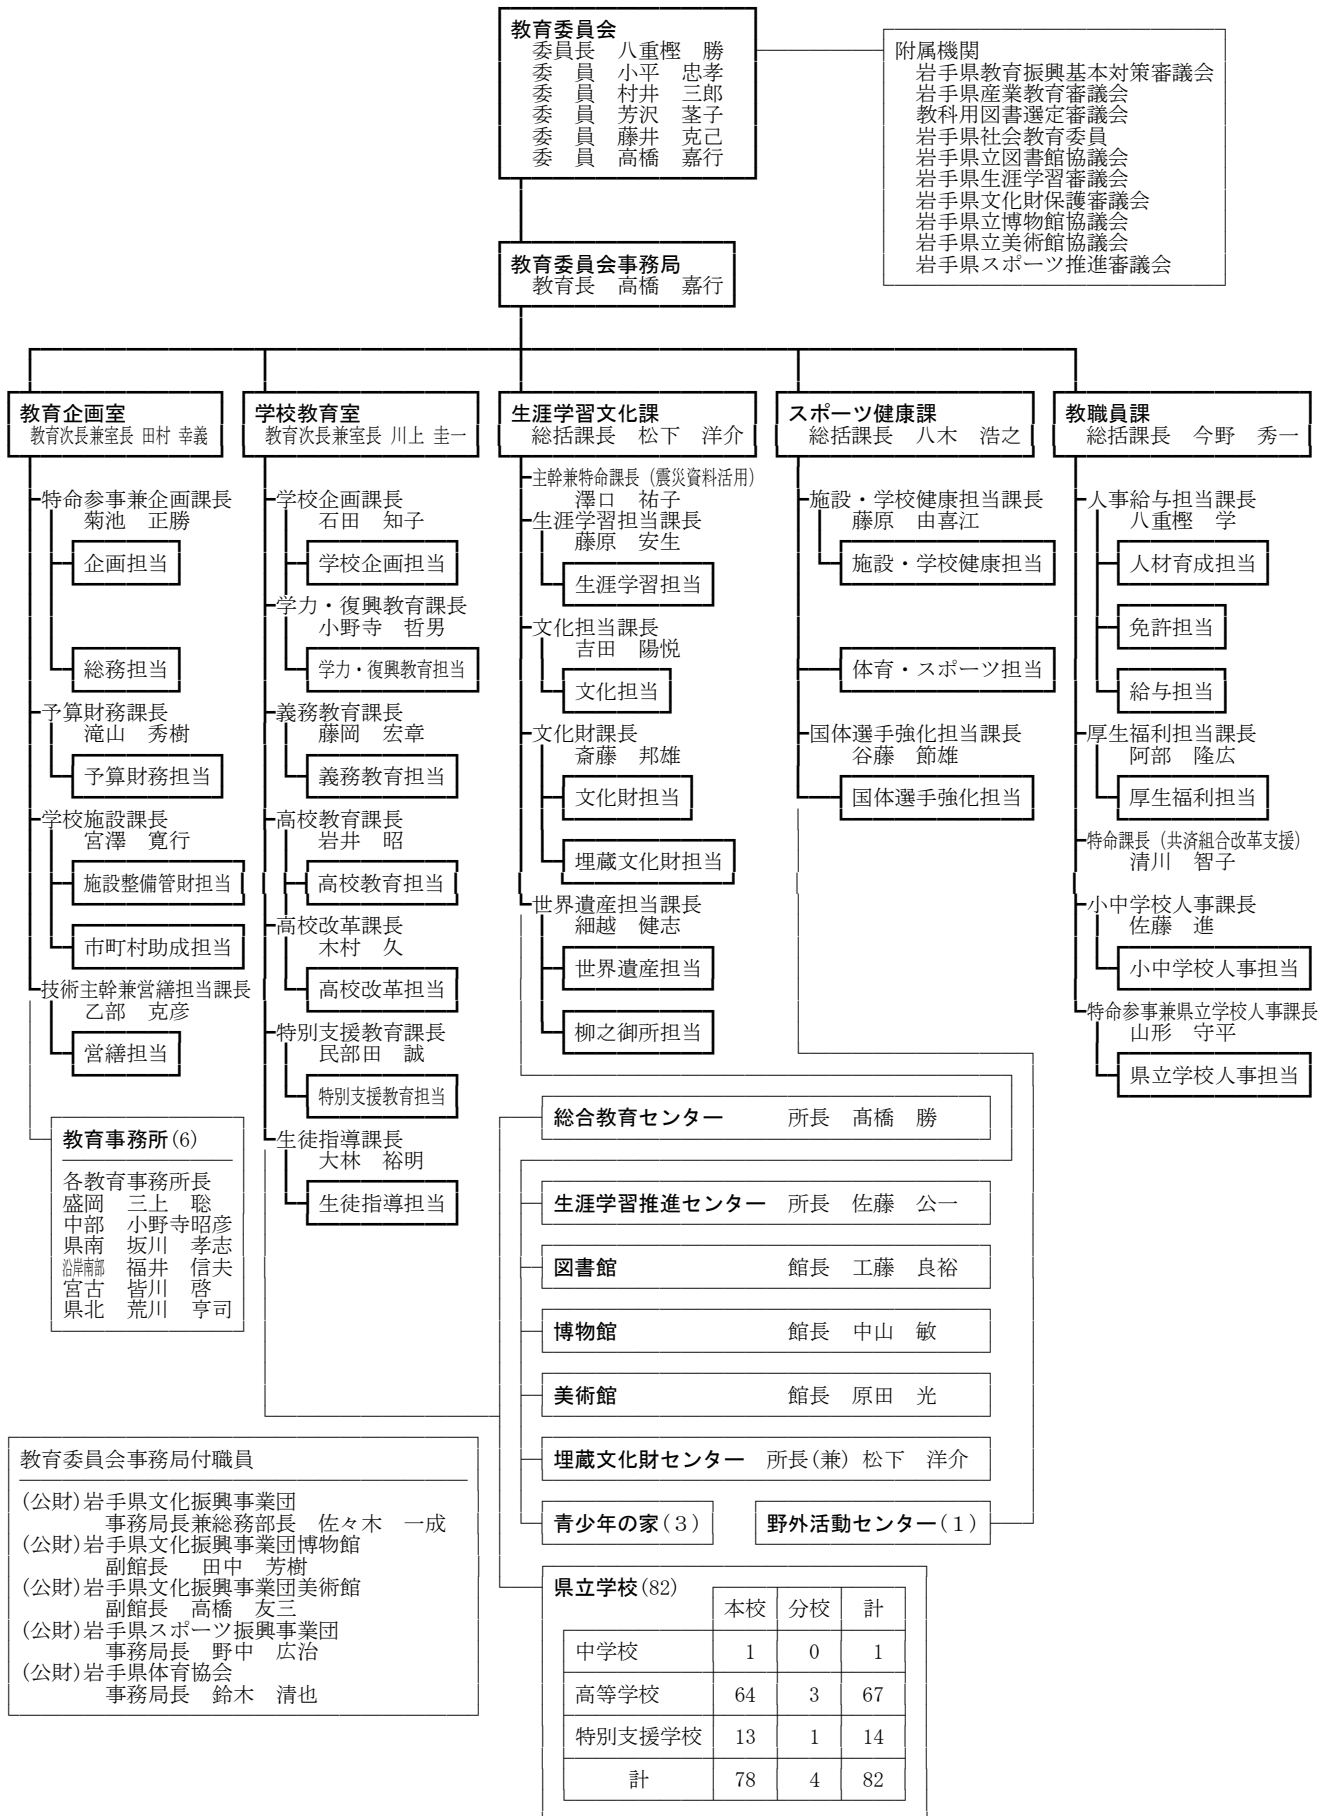 教育委員会
委員長　八重樫　勝
委　員　小平　忠孝
委　員　村井　三郎
委　員　芳沢　茎子
委　員　藤井　克己
委　員　高橋　嘉行
附属機関
岩手県教育振興基本対策審議会
岩手県産業教育審議会
教科用図書選定審議会
岩手県社会教育委員
岩手県立図書館協議会
岩手県生涯学習審議会
岩手県文化財保護審議会
岩手県立博物館協議会
岩手県立美術館協議会
岩手県スポーツ推進審議会
教育委員会事務局
教育長　高橋　嘉行
教育企画室
教育次長兼室長 田村 幸義
特命参事兼企画課長
菊池　正勝
企画担当
総務担当
予算財務課長
滝山　秀樹
予算財務担当
学校施設課長
宮澤　寛行
施設整備管財担当
市町村助成担当
技術主幹兼営繕担当課長
乙部　克彦
営繕担当
教育事務所(6)
各教育事務所長
盛岡　三上　聡
中部　小野寺昭彦
県南　坂川　孝志
沿岸南部　福井　信夫
宮古　皆川　啓
県北　荒川　亨司
学校教育室
教育次長兼室長 川上 圭一
学校企画課長
石田　知子
学校企画担当
学力・復興教育課長
小野寺　哲男
学力・復興教育担当
義務教育課長
藤岡　宏章
義務教育担当
高校教育課長
岩井　昭
高校教育担当
高校改革課長
木村　久
高校改革担当
特別支援教育課長
民部田　誠
特別支援教育担当
生徒指導課長
大林　裕明
生徒指導担当
生涯学習文化課
総括課長　松下　洋介
主幹兼特命課長（震災資料活用）
澤口　祐子
生涯学習担当課長
藤原　安生
生涯学習担当
文化担当課長
吉田　陽悦
文化担当
文化財課長
斎藤　邦雄
文化財担当
埋蔵文化財担当
世界遺産担当課長
細越　健志
世界遺産担当
柳之御所担当
スポーツ健康課
総括課長　八木　浩之
施設・学校健康担当課長
藤原　由喜江
施設・学校健康担当
体育・スポーツ担当
国体選手強化担当課長
谷藤　節雄
国体選手強化担当
教職員課
総括課長　今野　秀一
人事給与担当課長
八重樫　学
人材育成担当
免許担当
給与担当
厚生福利担当課長
阿部　隆広
厚生福利担当
特命課長（共済組合改革支援）
清川　智子
小中学校人事課長
佐藤　進
小中学校人事担当
特命参事兼県立学校人事課長
山形　守平
県立学校人事担当
総合教育センター　所長　髙橋　勝
生涯学習推進センター　所長　佐藤　公一
図書館　館長　工藤　良裕
博物館　館長　中山　敏
美術館　館長　原田　光
埋蔵文化財センター　所長(兼) 松下　洋介
青少年の家(３)　野外活動センター(１)
教育委員会事務局付職員
(公財)岩手県文化振興事業団
事務局長兼総務部長　佐々木　一成
(公財)岩手県文化振興事業団博物館
副館長　田中　芳樹
(公財)岩手県文化振興事業団美術館
副館長　高橋　友三
(公財)岩手県スポーツ振興事業団
事務局長　野中　広治
(公財)岩手県体育協会
事務局長　鈴木　清也
県立学校(82)
本校　分校　計
中学校　1　0　1
高等学校　64　3　67
特別支援学校　13　1　14
計　78　4　82